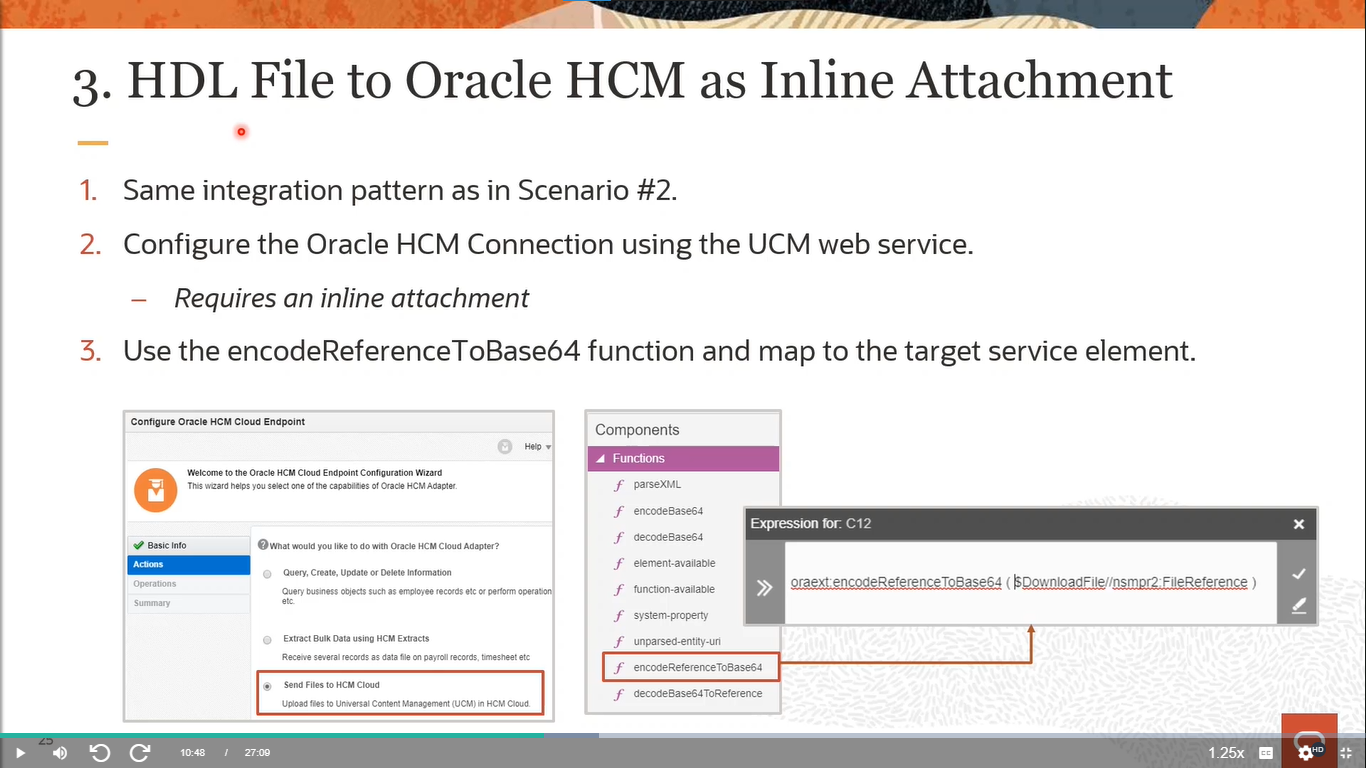 3. HDL File to Oracle HCM as Inline Attachment
1. Same integration pattern as in Scenario #2.
2. Configure the Oracle HCM Connection using the UCM web service.
– Requires an inline attachment
3. Use the encodeReferenceToBase64 function and map to the target service element.
Configure Oracle HCM Cloud Endpoint
Help
Welcome to the Oracle HCM Cloud Endpoint Configuration Wizard
This wizard helps you select one of the capabilities of Oracle HCM Adapter.
Basic Info
Actions
Operations
Summary
What would you like to do with Oracle HCM Cloud Adapter?
Query, Create, Update or Delete Information
Query business objects such as employee records etc or perform operation
etc.
Extract Bulk Data using HCM Extracts
Receive several records as data file on payroll records, timesheet etc
Send Files to HCM Cloud
Upload files to Universal Content Management (UCM) in HCM Cloud.
Components
Functions
parseXML
encodeBase64
decodeBase64
element-available
function-available
system-property
unparsed-entity-uri
encodeReferenceToBase64
decodeBase64ToReference
Expression for: C12
oraext:encodeReferenceToBase64 ( $DownloadFile//nsmpr2:FileReference )
25
10:48 / 27:09
1.25x
CC
HD